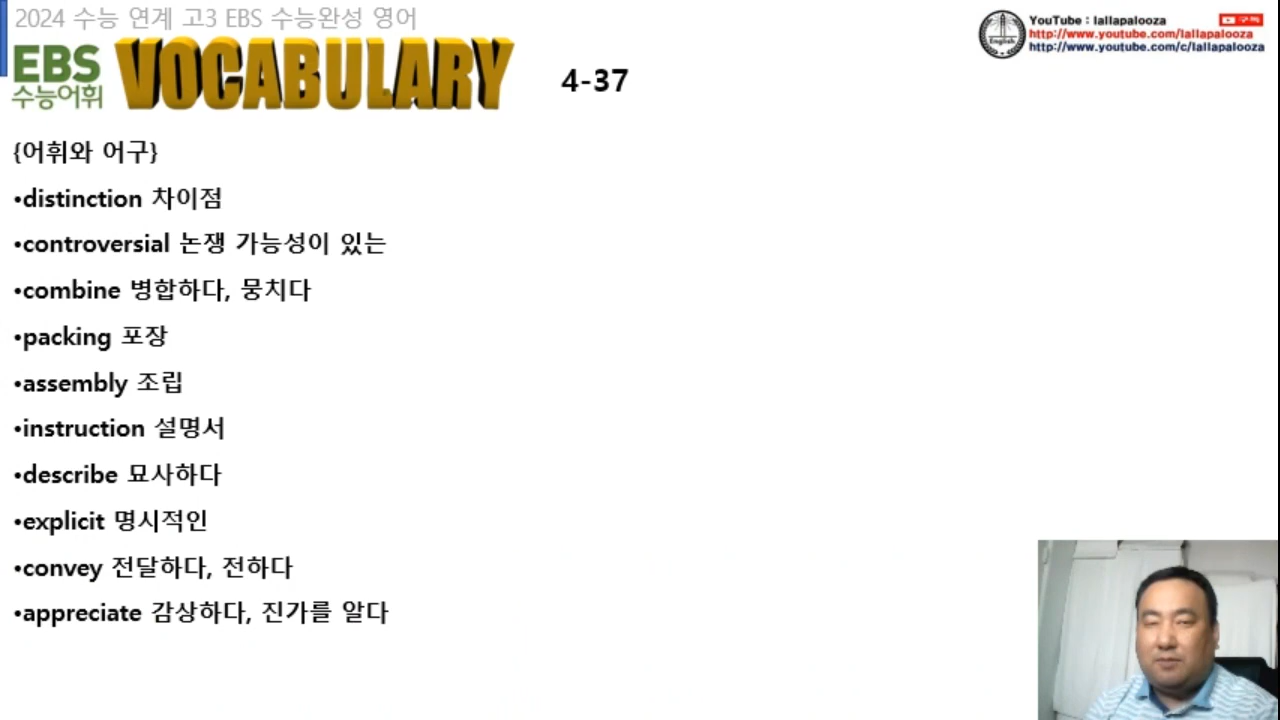 2024 수능 연계 고3 EBS 수능완성 영어
EBS
수능어휘
VOCABULARY
4-37
YouTube : lallapalooza
구독
http://www.youtube.com/lallapalooza
http://www.youtube.com/c/lallapalooza
English
{어휘와 어구}
•distinction 차이점
•controversial 논쟁 가능성이 있는
•combine 병합하다, 뭉치다
•packing 포장
•assembly 조립
•instruction 설명서
•describe 묘사하다
•explicit 명시적인
•convey 전달하다, 전하다
•appreciate 감상하다, 진가를 알다